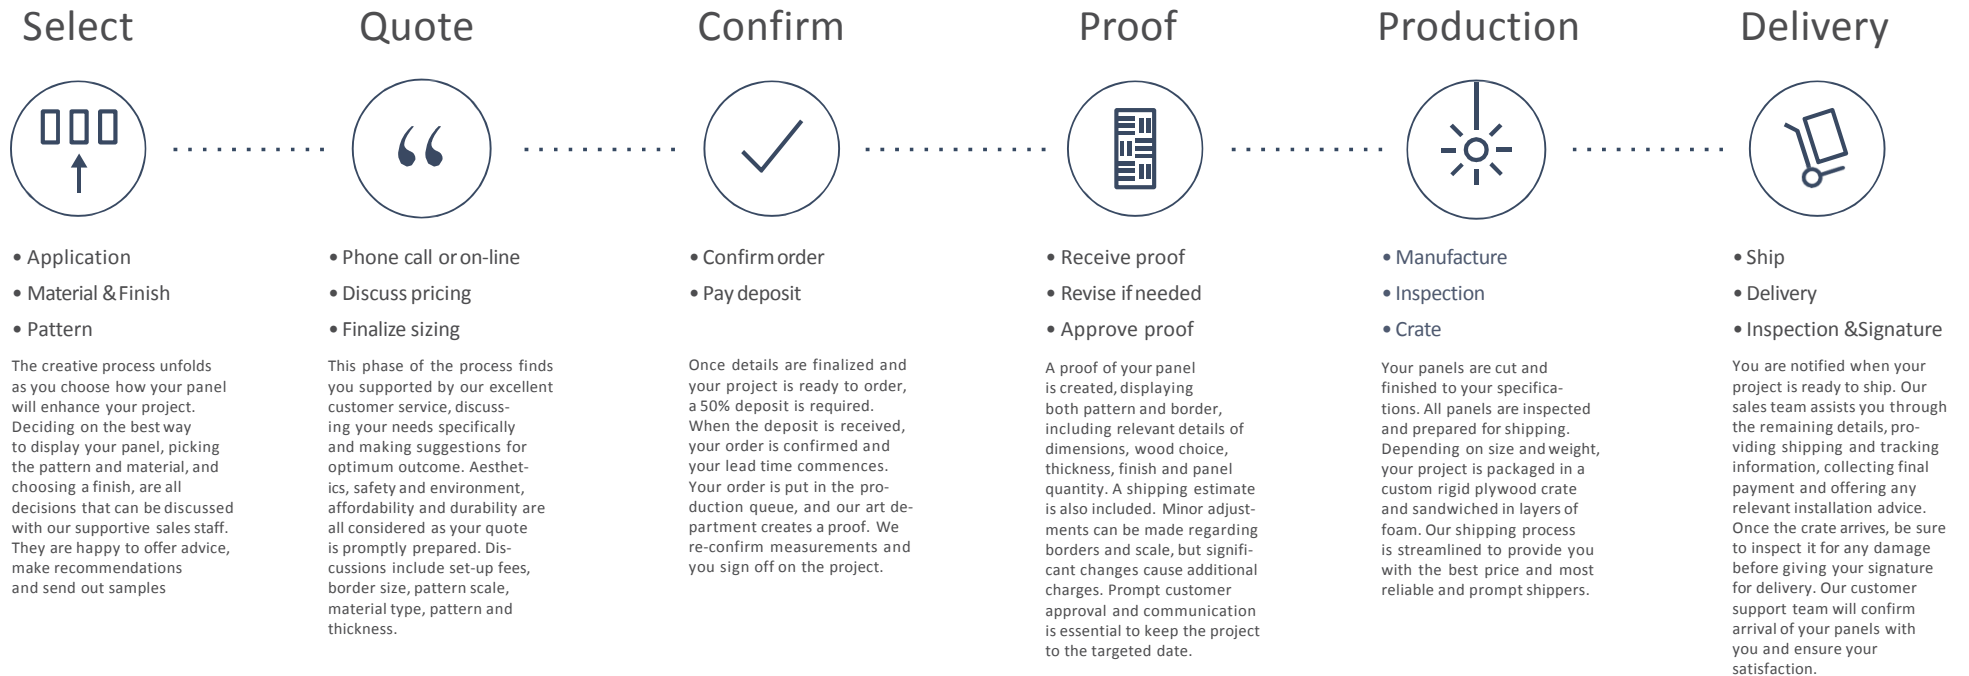 Select
• Application
• Material & Finish
• Pattern
The creative process unfolds
as you choose how your panel
will enhance your project.
Deciding on the best way
to display your panel, picking
the pattern and material, and
choosing a finish, are all
decisions that can be discussed
with our supportive sales staff.
They are happy to offer advice,
make recommendations
and send out samples
Quote
• Phone call or on-line
• Discuss pricing
• Finalize sizing
This phase of the process finds
you supported by our excellent
customer service, discuss-
ing your needs specifically
and making suggestions for
optimum outcome. Aesthet-
ics, safety and environment,
affordability and durability are
all considered as your quote
is promptly prepared. Dis-
cussions include set-up fees,
border size, pattern scale,
material type, pattern and
thickness.
Confirm
• Confirm order
• Pay deposit
Once details are finalized and
your project is ready to order,
a 50% deposit is required.
When the deposit is received,
your order is confirmed and
your lead time commences.
Your order is put in the pro-
duction queue, and our art de-
partment creates a proof. We
re-confirm measurements and
you sign off on the project.
Proof
• Receive proof
• Revise if needed
• Approve proof
A proof of your panel
is created, displaying
both pattern and border,
including relevant details of
dimensions, wood choice,
thickness, finish and panel
quantity. A shipping estimate
is also included. Minor adjust-
ments can be made regarding
borders and scale, but signifi-
cant changes cause additional
charges. Prompt customer
approval and communication
is essential to keep the project
to the targeted date.
Production
• Manufacture
• Inspection
• Crate
Your panels are cut and
finished to your specifica-
tions. All panels are inspected
and prepared for shipping.
Depending on size and weight,
your project is packaged in a
custom rigid plywood crate
and sandwiched in layers of
foam. Our shipping process
is streamlined to provide you
with the best price and most
reliable and prompt shippers.
Delivery
• Ship
• Delivery
• Inspection &Signature
You are notified when your
project is ready to ship. Our
sales team assists you through
the remaining details, pro-
viding shipping and tracking
information, collecting final
payment and offering any
relevant installation advice.
Once the crate arrives, be sure
to inspect it for any damage
before giving your signature
for delivery. Our customer
support team will confirm
arrival of your panels with
you and ensure your
satisfaction.